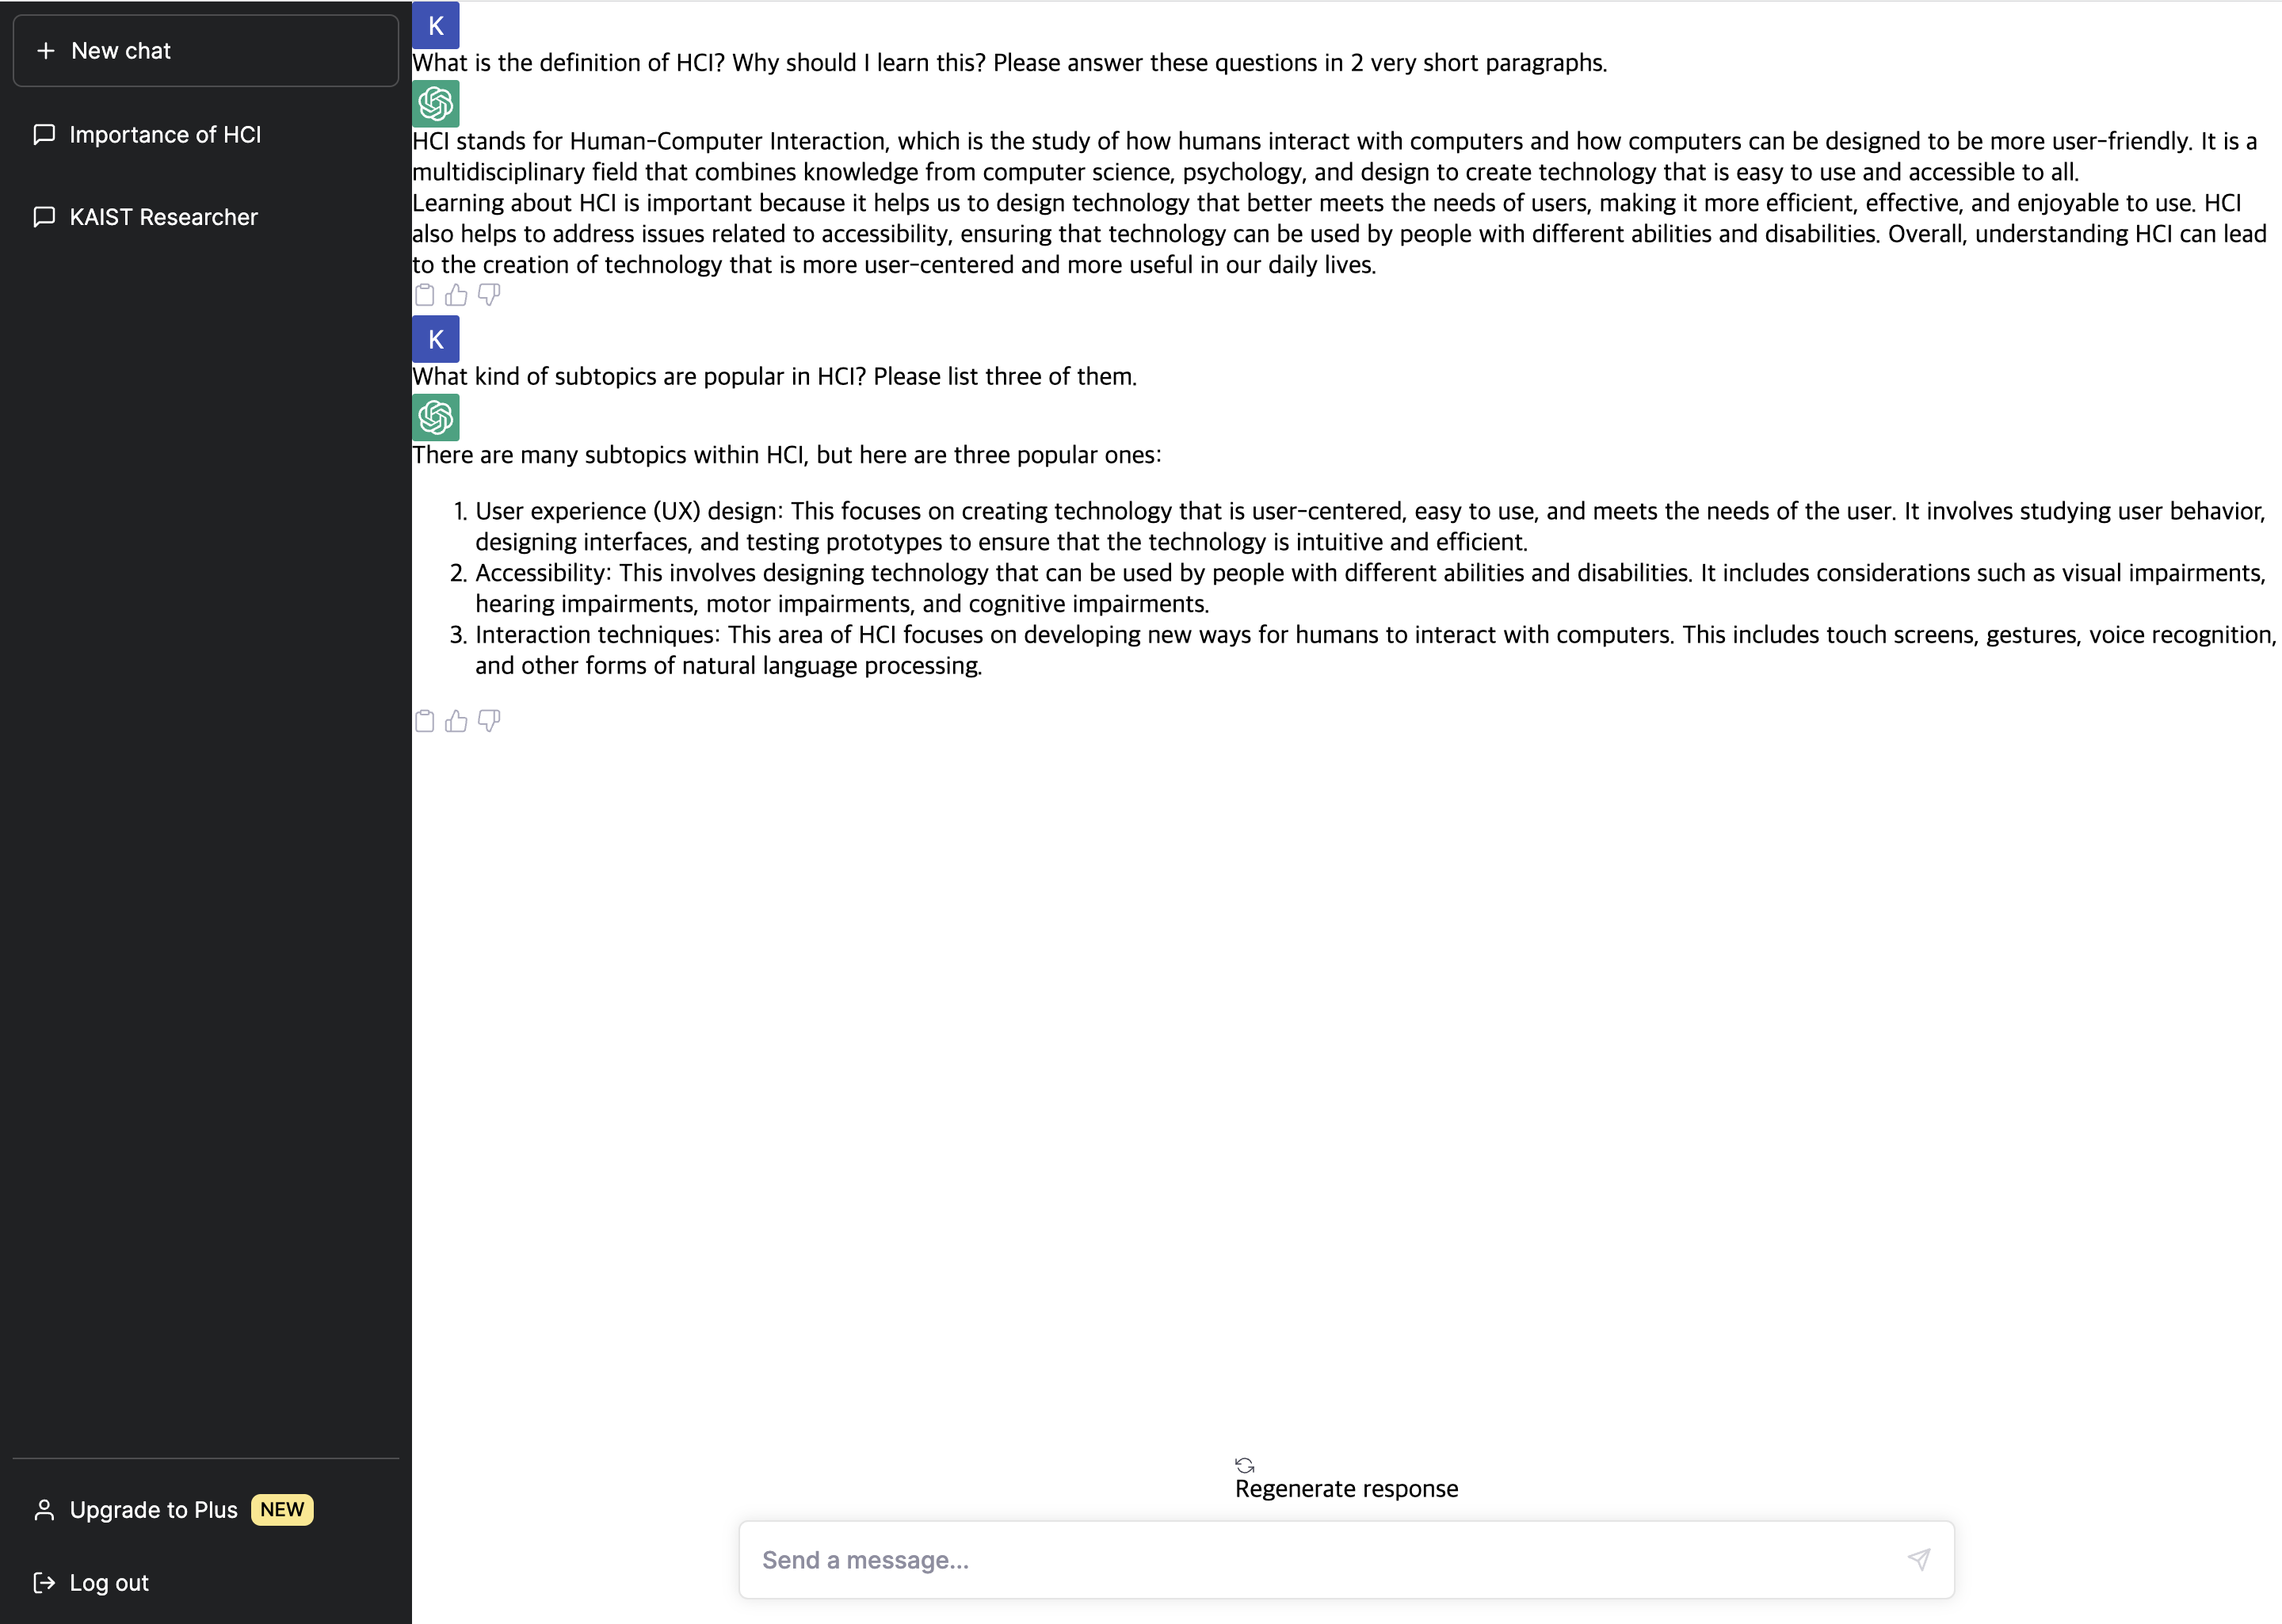 New chat
Importance of HCI
KAIST Researcher
Upgrade to Plus NEW
Log out
K
What is the definition of HCI? Why should I learn this? Please answer these questions in 2 very short paragraphs.
HCI stands for Human-Computer Interaction, which is the study of how humans interact with computers and how computers can be designed to be more user-friendly. It is a
multidisciplinary field that combines knowledge from computer science, psychology, and design to create technology that is easy to use and accessible to all.
Learning about HCI is important because it helps us to design technology that better meets the needs of users, making it more efficient, effective, and enjoyable to use. HCI
also helps to address issues related to accessibility, ensuring that technology can be used by people with different abilities and disabilities. Overall, understanding HCI can lead
to the creation of technology that is more user-centered and more useful in our daily lives.
K
What kind of subtopics are popular in HCI? Please list three of them.
There are many subtopics within HCI, but here are three popular ones:
1. User experience (UX) design: This focuses on creating technology that is user-centered, easy to use, and meets the needs of the user. It involves studying user behavior,
designing interfaces, and testing prototypes to ensure that the technology is intuitive and efficient.
2. Accessibility: This involves designing technology that can be used by people with different abilities and disabilities. It includes considerations such as visual impairments,
hearing impairments, motor impairments, and cognitive impairments.
3. Interaction techniques: This area of HCI focuses on developing new ways for humans to interact with computers. This includes touch screens, gestures, voice recognition,
and other forms of natural language processing.
Regenerate response
Send a message...